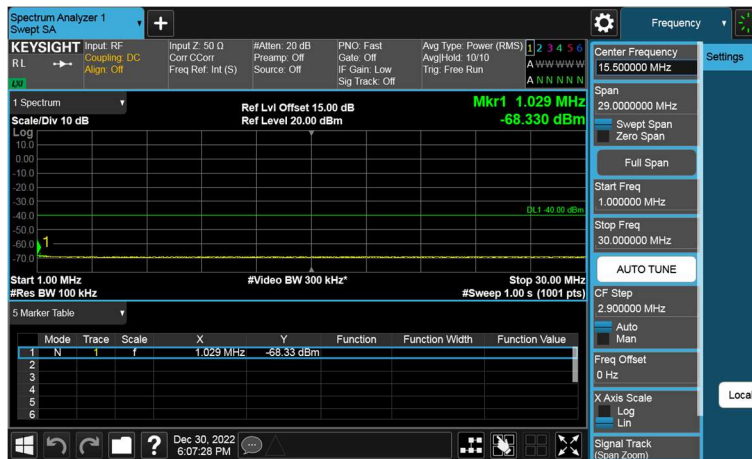 Spectrum Analyzer 1
Swept SA
Frequency
KEYSIGHT
RL
LXI
Input: RF
Coupling: DC
Align: Off
Input Z: 50 Ω
Corr CCorr
Freq Ref: Int (S)
#Atten: 20 dB
Preamp: Off
Source: Off
PNO: Fast
Gate: Off
IF Gain: Low
Sig Track: Off
Avg Type: Power (RMS)
Avg|Hold: 10/10
Trig: Free Run
1 2 3 4 5 6
A W W W W W
A N N N N N
1 Spectrum
Scale/Div 10 dB
Ref Lvl Offset 15.00 dB
Ref Level 20.00 dBm
Mkr1 1.029 MHz
-68.330 dBm
Log
10.0
0.00
-10.0
-20.0
-30.0
-40.0
-50.0
-60.0
-70.0
1
DL1 -40.00 dBm
Start 1.00 MHz
#Res BW 100 kHz
#Video BW 300 kHz*
Stop 30.00 MHz
#Sweep 1.00 s (1001 pts)
5 Marker Table
Mode Trace Scale X Y Function Function Width Function Value
1 N 1 f 1.029 MHz -68.33 dBm
2
3
4
5
6
Dec 30, 2022
6:07:28 PM
Center Frequency
15.500000 MHz
Settings
Span
29.0000000 MHz
Swept Span
Zero Span
Full Span
Start Freq
1.000000 MHz
Stop Freq
30.000000 MHz
AUTO TUNE
CF Step
2.900000 MHz
Auto
Man
Freq Offset
0 Hz
X Axis Scale
Log
Lin
Local
Signal Track
(Span Zoom)